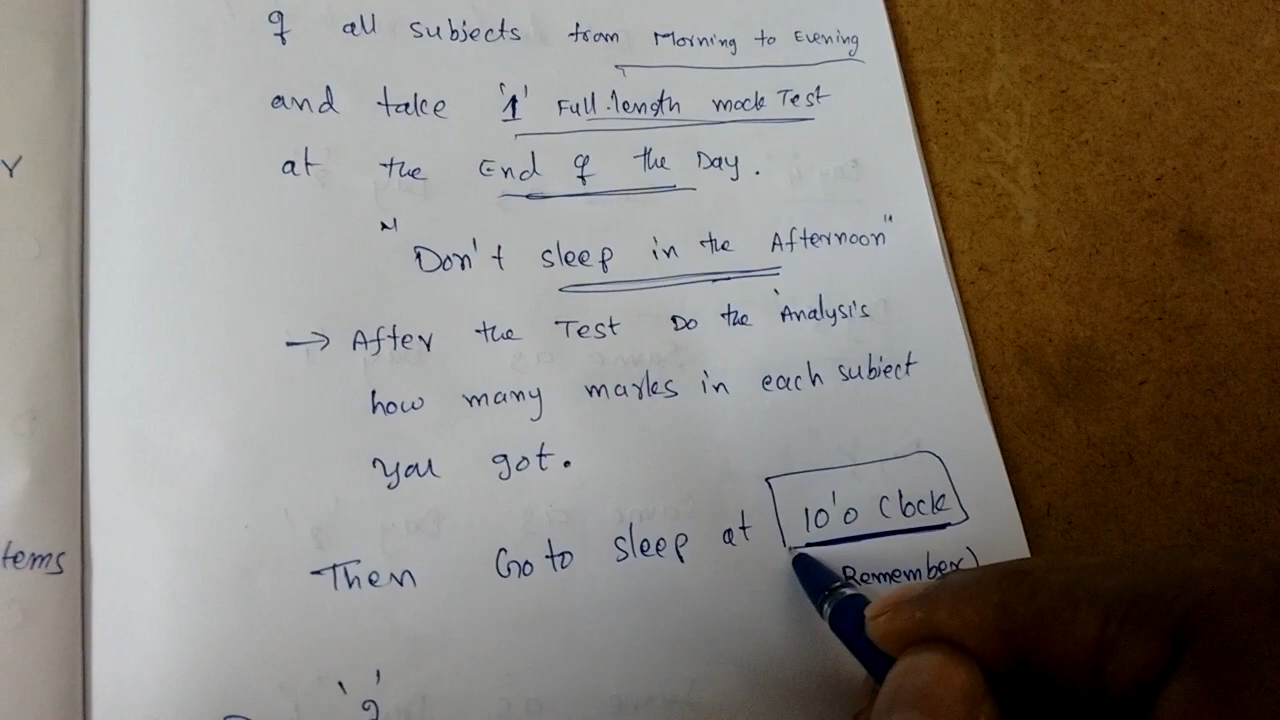 of all subjects from Morning to Evening
and take '1' Full length mock Test
at the End of the Day.
"Don't sleep in the Afternoon"
→ After the Test Do the Analysis
how many marks in each subject
you got.
Then Go to sleep at 10'o Clock
Remember)
Y
tems
'9'